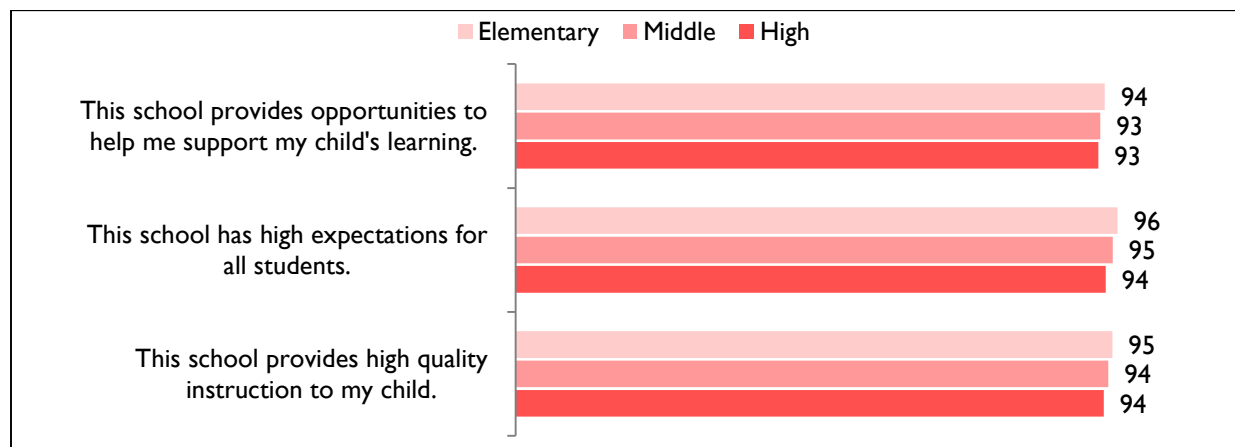 Elementary Middle High
This school provides opportunities to
help me support my child's learning.
94
93
93
This school has high expectations for
all students.
96
95
94
This school provides high quality
instruction to my child.
95
94
94